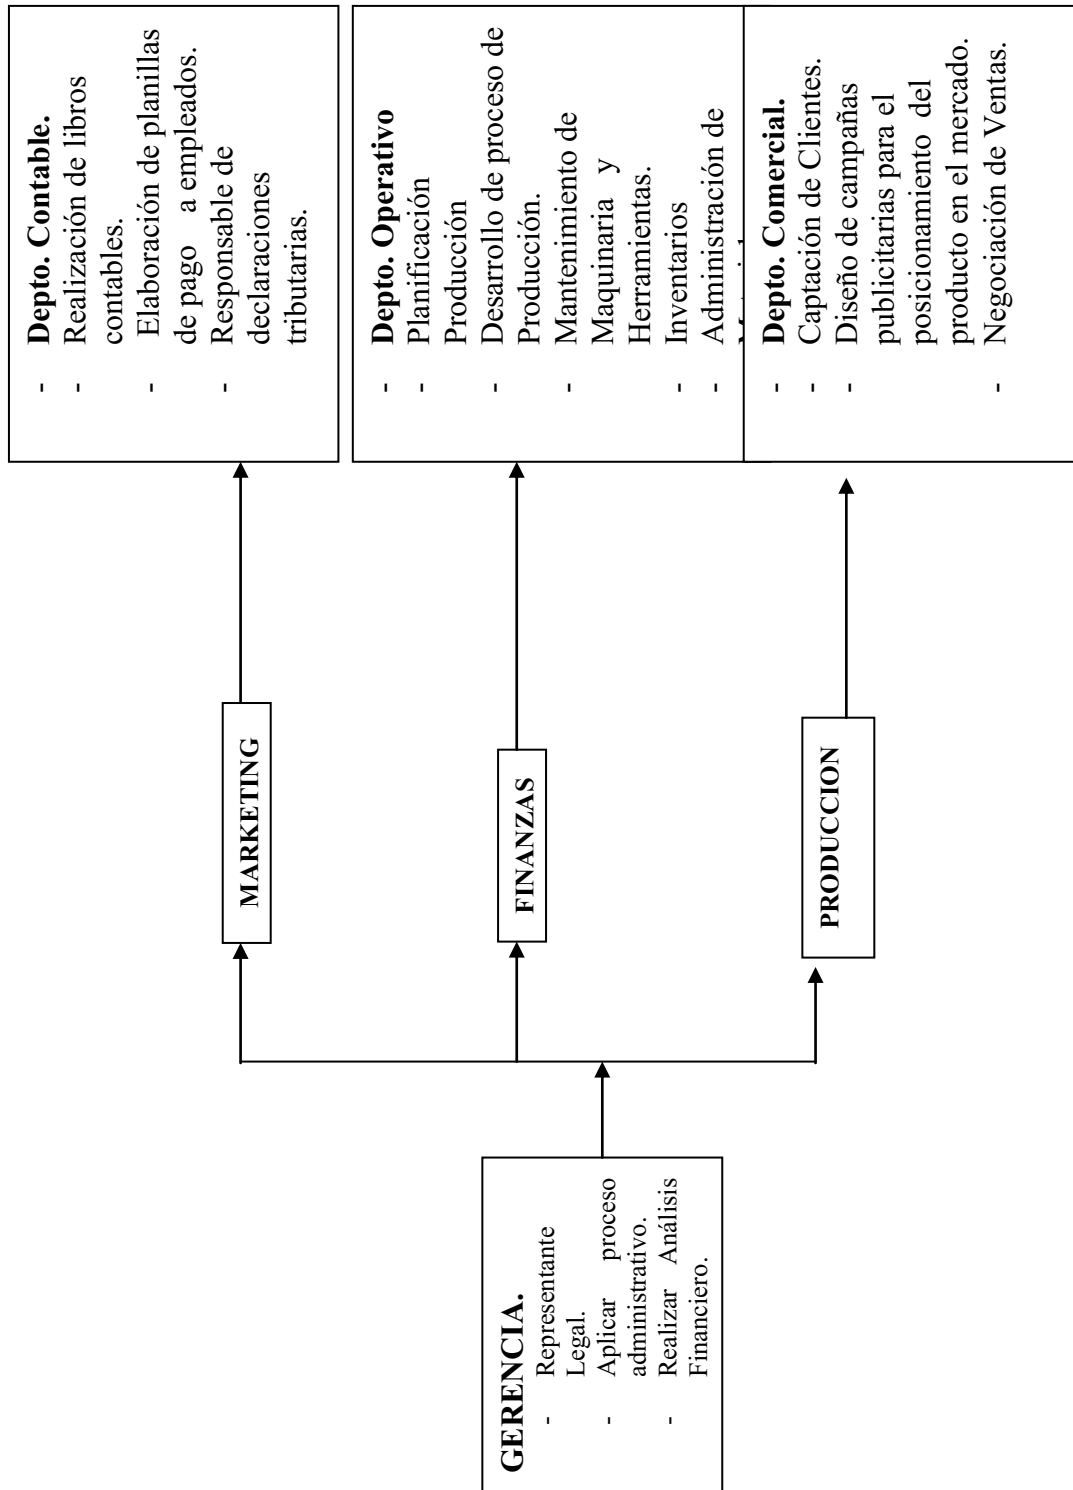 GERENCIA.
- Representante
Legal.
- Aplicar proceso
administrativo.
- Realizar Análisis
Financiero.
MARKETING
FINANZAS
PRODUCCION
- Depto. Contable.
- Realización de libros
contables.
- Elaboración de planillas
de pago a empleados.
- Responsable de
declaraciones
tributarias.
- Depto. Operativo
- Planificación
Producción
- Desarrollo de proceso de
Producción.
- Mantenimiento de
Maquinaria y
Herramientas.
- Inventarios
- Administración de
- Depto. Comercial.
- Captación de Clientes.
- Diseño de campañas
publicitarias para el
posicionamiento del
producto en el mercado.
- Negociación de Ventas.